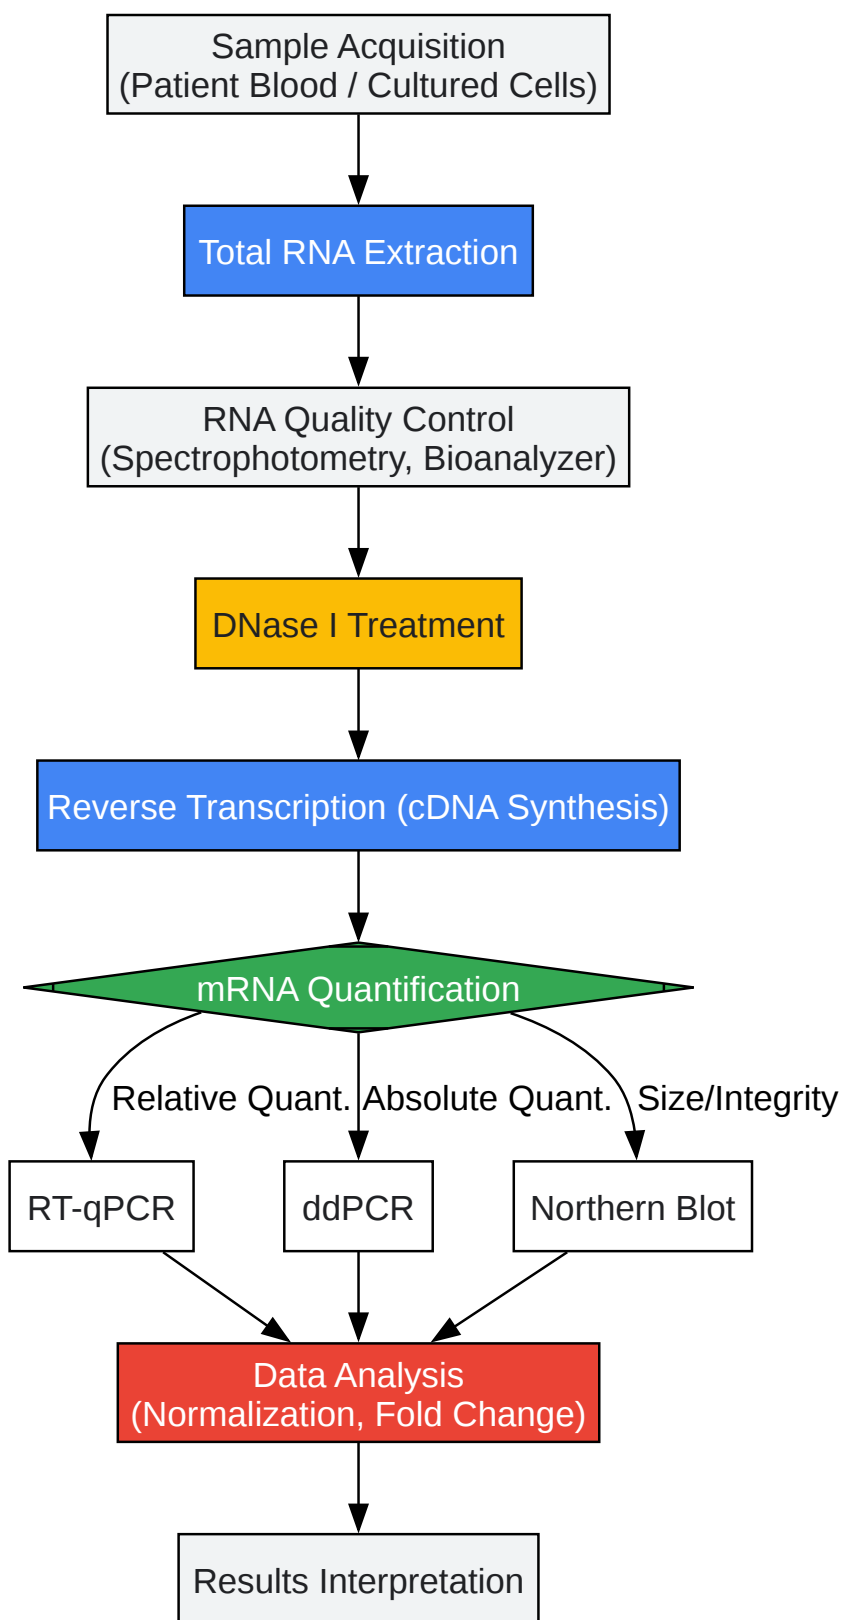 Sample Acquisition
(Patient Blood / Cultured Cells)
Total RNA Extraction
RNA Quality Control
(Spectrophotometry, Bioanalyzer)
DNase I Treatment
Reverse Transcription (cDNA Synthesis)
mRNA Quantification
Relative Quant.
Absolute Quant.
Size/Integrity
RT-qPCR
ddPCR
Northern Blot
Data Analysis
(Normalization, Fold Change)
Results Interpretation